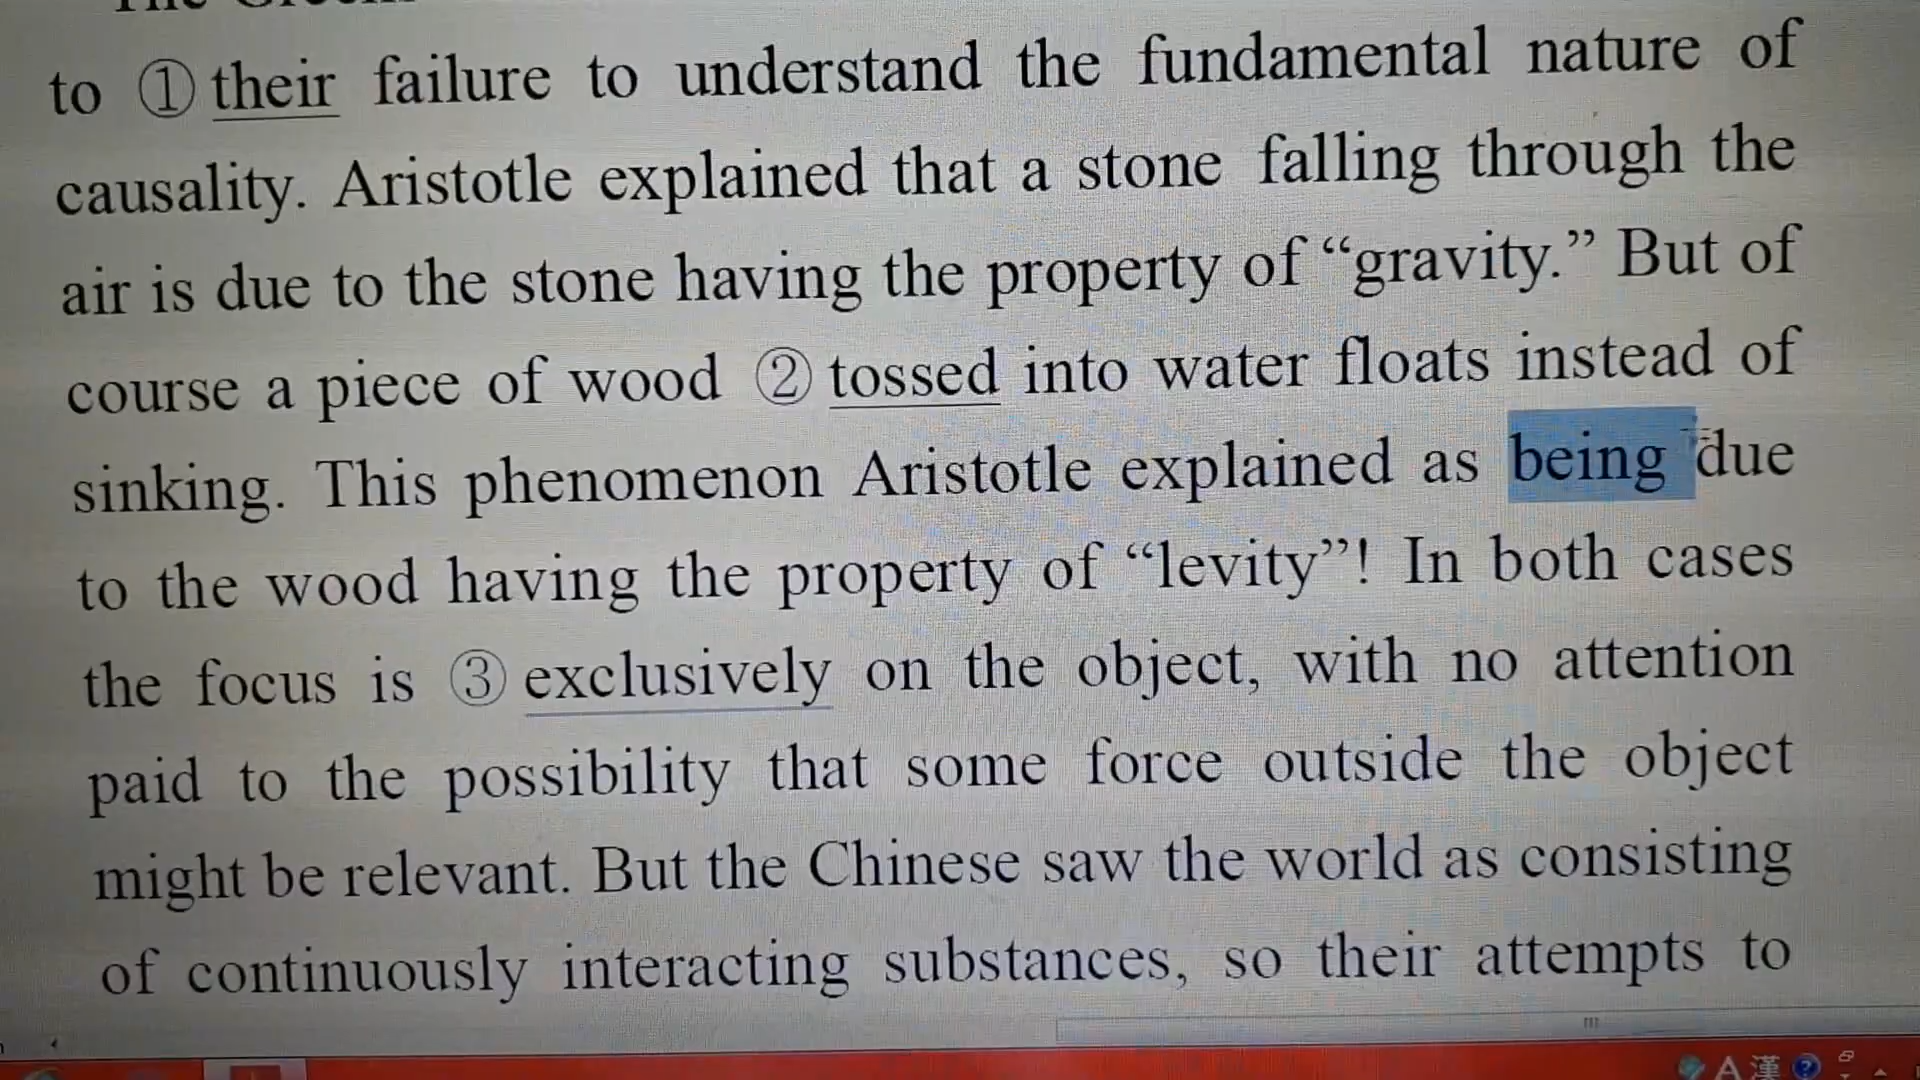 to ① their failure to understand the fundamental nature of
causality. Aristotle explained that a stone falling through the
air is due to the stone having the property of “gravity.” But of
course a piece of wood ② tossed into water floats instead of
sinking. This phenomenon Aristotle explained as being due
to the wood having the property of “levity”! In both cases
the focus is ③ exclusively on the object, with no attention
paid to the possibility that some force outside the object
might be relevant. But the Chinese saw the world as consisting
of continuously interacting substances, so their attempts to
A 漢 ?